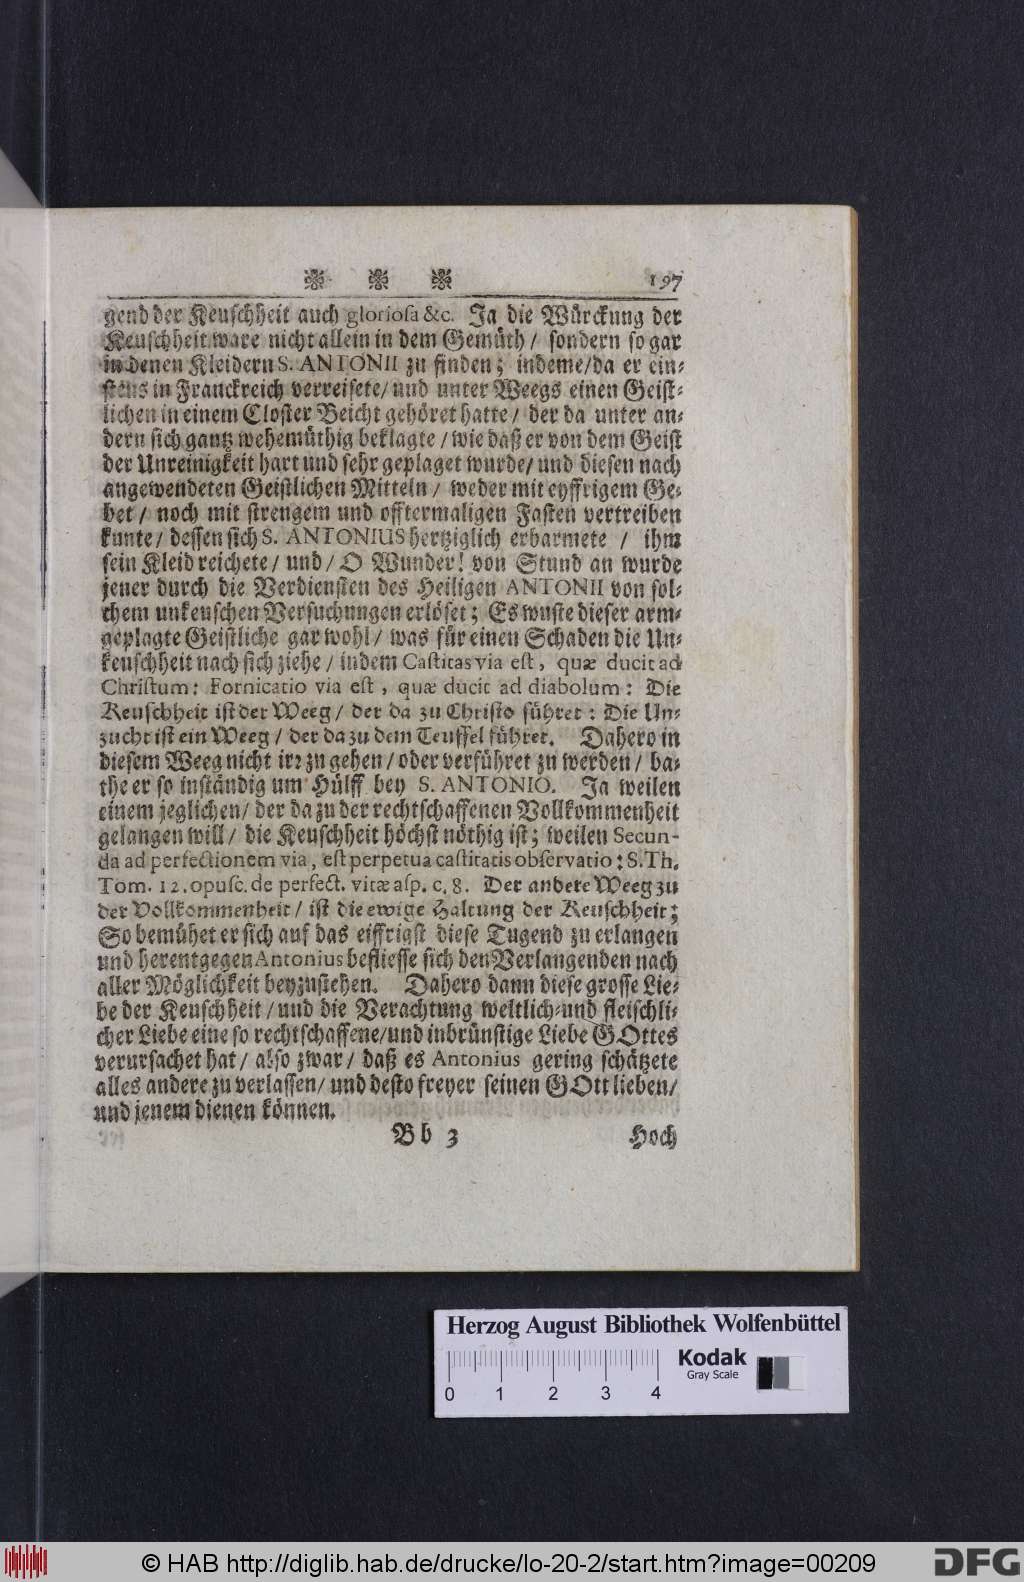 197
gend der Keuschheit auch gloriosa &c. Ja die Würckung der
Keuschheit ware nicht allein in dem Gemüth / sondern so gar
in denen Kleidern S. ANTONII zu finden; indeme/da er ein-
stens in Franckreich verreisete/und unter Weegs einen Geist-
lichen in einem Closter Beicht gehöret hatte / der da unter an-
dern sich gantz wehemüthig beklagte / wie daß er von dem Geist
der Unreinigkeit hart und sehr geplaget wurde/ und diesen nach
angewendeten Geistlichen Mitteln / weder mit eyffrigem Ge-
bet / noch mit strengem und offtermaligen Fasten vertreiben
kunte / dessen sich S. ANTONIUS hertziglich erbarmete / ihm
sein Kleid reichete / und / O Wunder! von Stund an wurde
jener durch die Verdiensten des Heiligen ANTONII von sol-
chem unkeuschen Versuchungen erlöset; Es wuste dieser arm-
geplagte Geistliche gar wohl / was für einen Schaden die Un-
keuschheit nach sich ziehe / indem Castitas via est, quæ ducit ad
Christum: Fornicatio via est, quæ ducit ad diabolum: Die
Keuschheit ist der Weeg / der da zu Christo führet: Die Un-
zucht ist ein Weeg / der da zu dem Teuffel führet. Dahero in
diesem Weeg nicht irr zu gehen / oder verführet zu werden / ba-
the er so inständig um Hülff bey S. ANTONIO. Ja weilen
einem jeglichen/ der da zu der rechtschaffenen Vollkommenheit
gelangen will / die Keuschheit höchst nöthig ist; weilen Secun-
da ad perfectionem via, est perpetua castitatis observatio: S. Th.
Tom. 12. opusc. de perfect. vitæ asp. c. 8. Der andere Weeg zu
der Vollkommenheit / ist die ewige Haltung der Keuschheit;
So bemühet er sich auf das eiffrigst diese Tugend zu erlangen
und herentgegen Antonius befliesse sich den Verlangenden nach
aller Möglichkeit beyzustehen. Dahero dann diese grosse Lie-
be der Keuschheit / und die Verachtung weltlich-und fleischli-
cher Liebe eine so rechtschaffene/und inbrünstige Liebe GOttes
verursachet hat / also zwar / daß es Antonius gering schätzete
alles andere zu verlassen / und desto freyer seinen GOtt lieben /
und jenem dienen können.
Bb 3 Hoch
Herzog August Bibliothek Wolfenbüttel
Kodak
Gray Scale
0 1 2 3 4
© HAB http://diglib.hab.de/drucke/lo-20-2/start.htm?image=00209
DFG